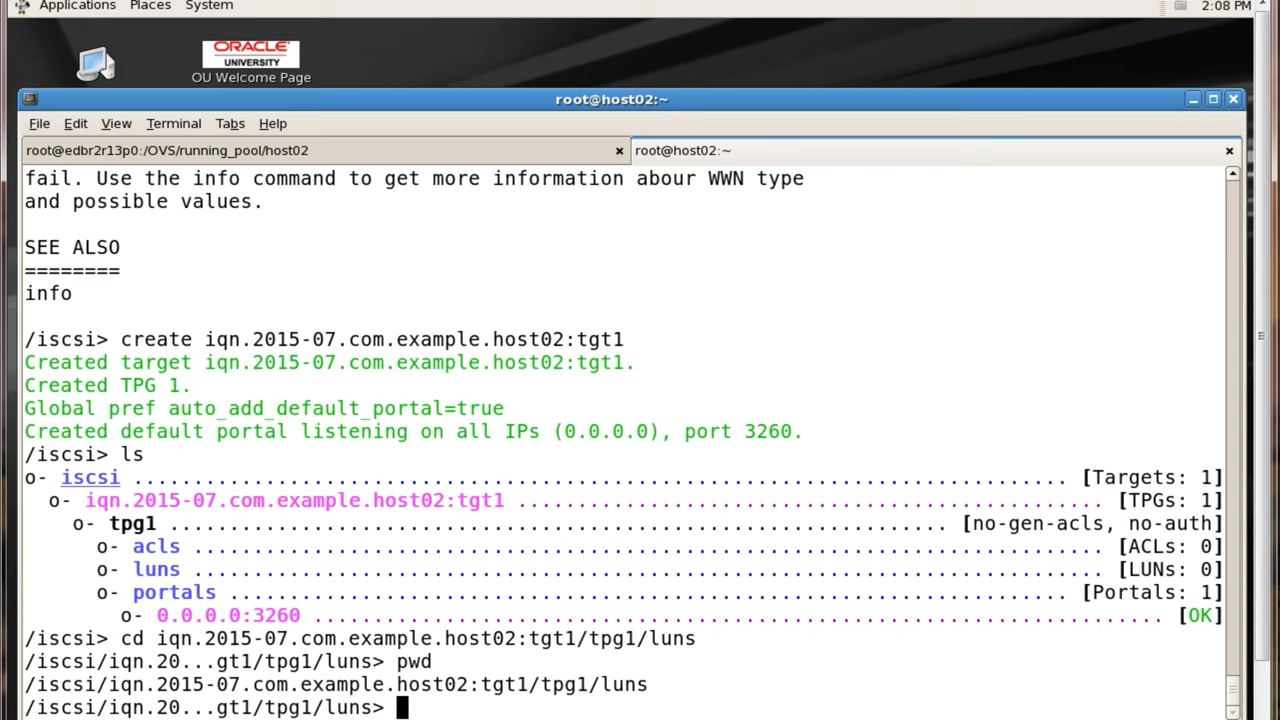 Applications Places System 2:08 PM
ORACLE
UNIVERSITY
OU Welcome Page
root@host02:~
File Edit View Terminal Tabs Help
root@edbr2r13p0:/OVS/running_pool/host02 × root@host02:~ ×
fail. Use the info command to get more information abour WWN type
and possible values.
SEE ALSO
========
info
/iscsi> create iqn.2015-07.com.example.host02:tgt1
Created target iqn.2015-07.com.example.host02:tgt1.
Created TPG 1.
Global pref auto_add_default_portal=true
Created default portal listening on all IPs (0.0.0.0), port 3260.
/iscsi> ls
o- iscsi .............................................................................. [Targets: 1]
o- iqn.2015-07.com.example.host02:tgt1 ................................................. [TPGs: 1]
o- tpg1 ................................................................. [no-gen-acls, no-auth]
o- acls ............................................................................ [ACLs: 0]
o- luns ............................................................................ [LUNs: 0]
o- portals ...................................................................... [Portals: 1]
o- 0.0.0.0:3260 ....................................................................... [OK]
/iscsi> cd iqn.2015-07.com.example.host02:tgt1/tpg1/luns
/iscsi/iqn.20...gt1/tpg1/luns> pwd
/iscsi/iqn.2015-07.com.example.host02:tgt1/tpg1/luns
/iscsi/iqn.20...gt1/tpg1/luns>